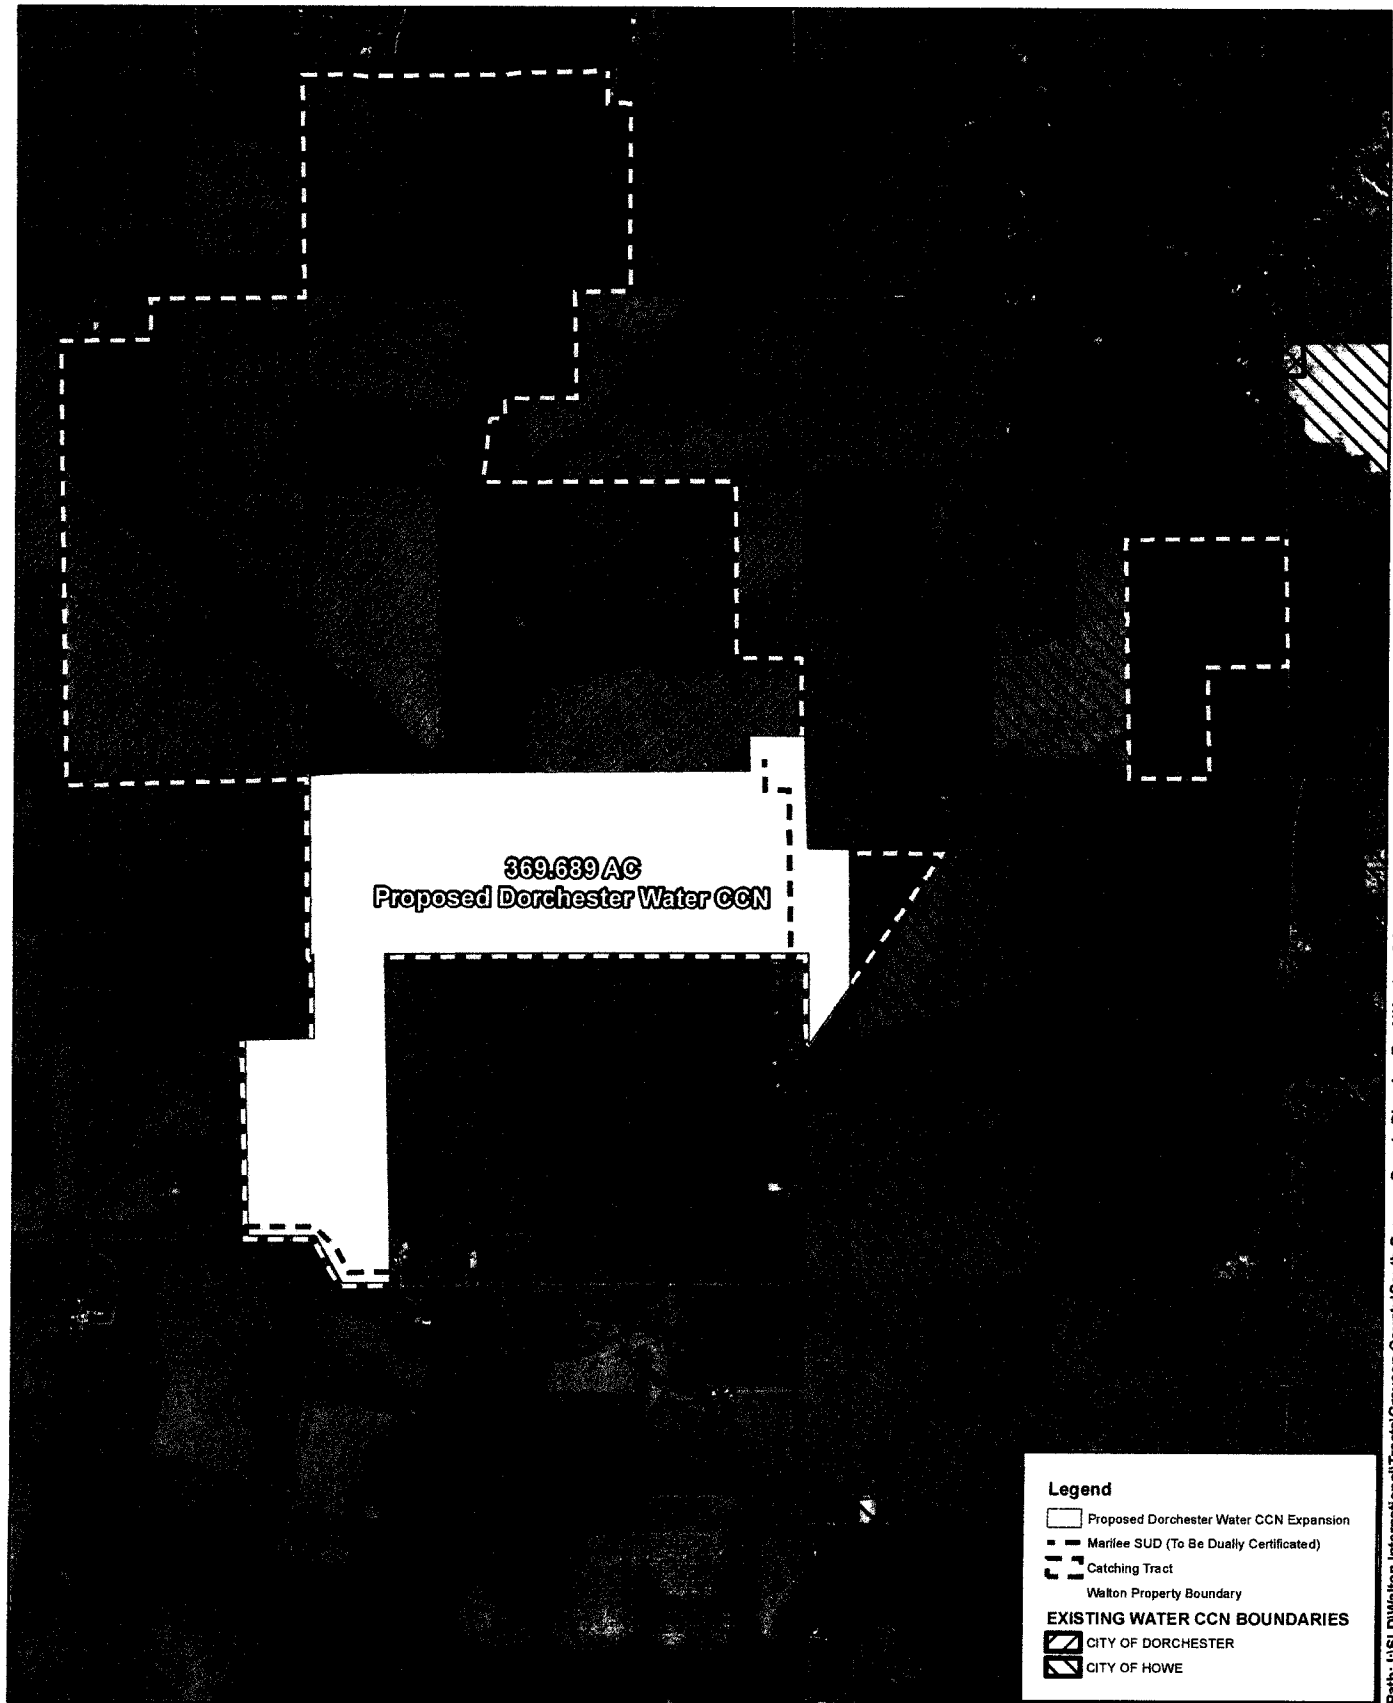 369.689 AC
Proposed Dorchester Water CCN
Legend
Proposed Dorchester Water CCN Expansion
Marilee SUD (To Be Dually Certificated)
Catching Tract
Walton Property Boundary
EXISTING WATER CCN BOUNDARIES
CITY OF DORCHESTER
CITY OF HOWE